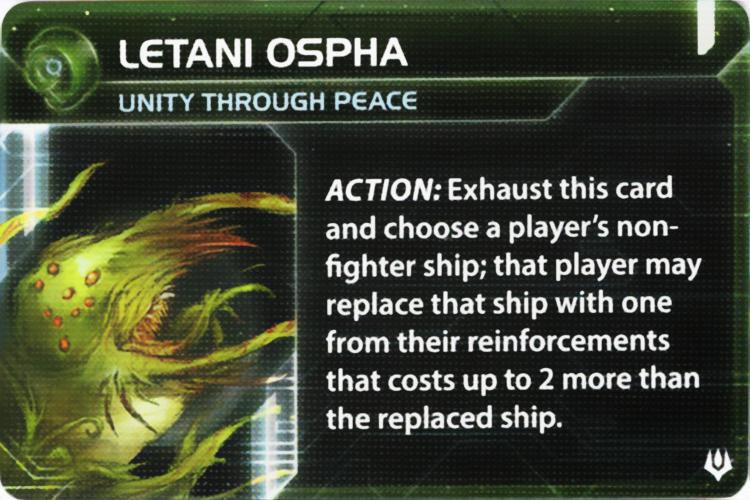 LETANI OSPHA
UNITY THROUGH PEACE
ACTION: Exhaust this card
and choose a player's non-
fighter ship; that player may
replace that ship with one
from their reinforcements
that costs up to 2 more than
the replaced ship.